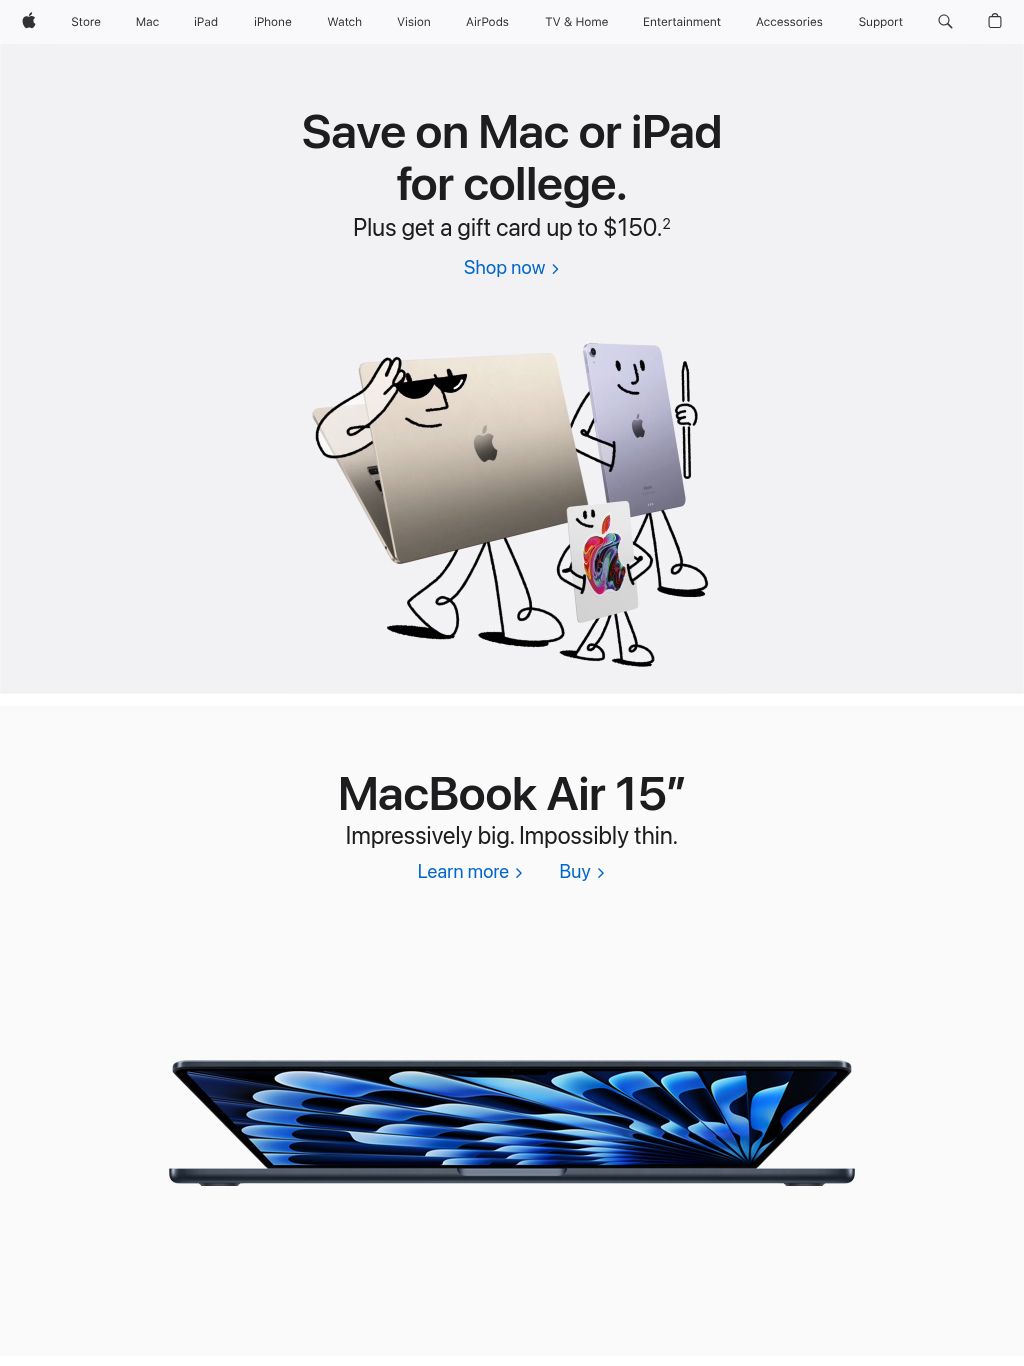 Store Mac iPad iPhone Watch Vision AirPods TV & Home Entertainment Accessories Support
Save on Mac or iPad
for college.
Plus get a gift card up to $150.²
Shop now >
MacBook Air 15″
Impressively big. Impossibly thin.
Learn more > Buy >